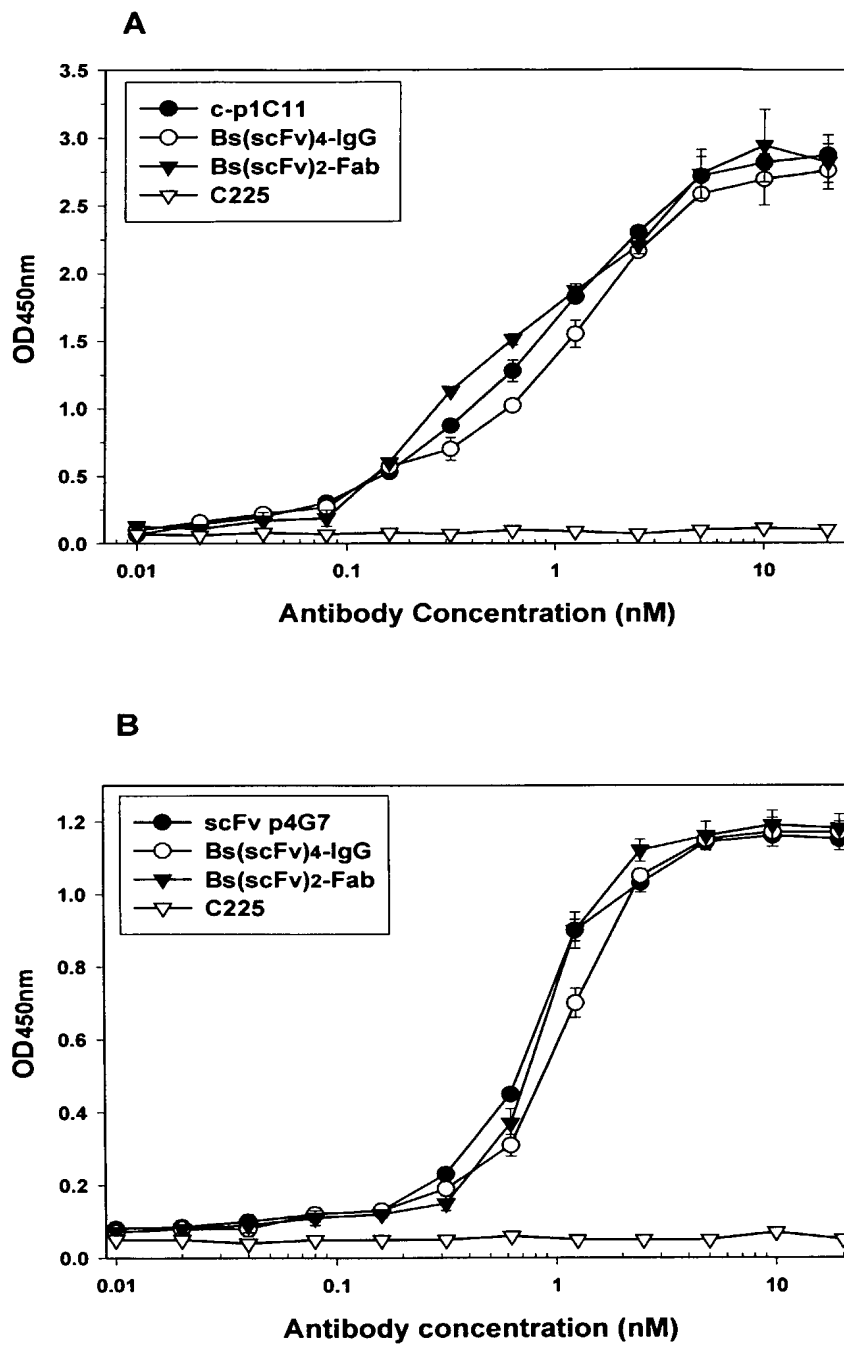 A
3.5
3.0
2.5
2.0
1.5
1.0
0.5
0.0
OD450nm
c-p1C11
Bs(scFv)4-IgG
Bs(scFv)2-Fab
C225
0.01
0.1
1
10
Antibody Concentration (nM)
B
1.2
1.0
0.8
0.6
0.4
0.2
0.0
OD450nm
scFv p4G7
Bs(scFv)4-IgG
Bs(scFv)2-Fab
C225
0.01
0.1
1
10
Antibody concentration (nM)